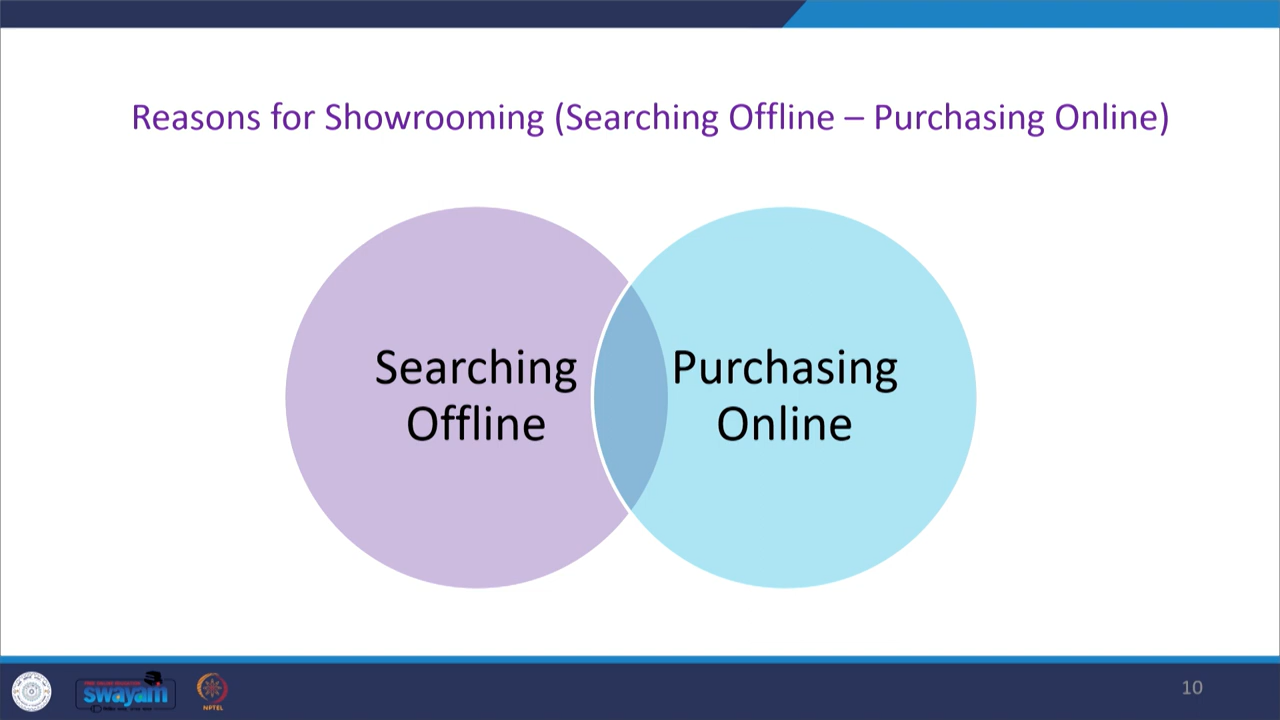 Reasons for Showrooming (Searching Offline – Purchasing Online)
Searching
Offline
Purchasing
Online
swayam
NPTEL
10